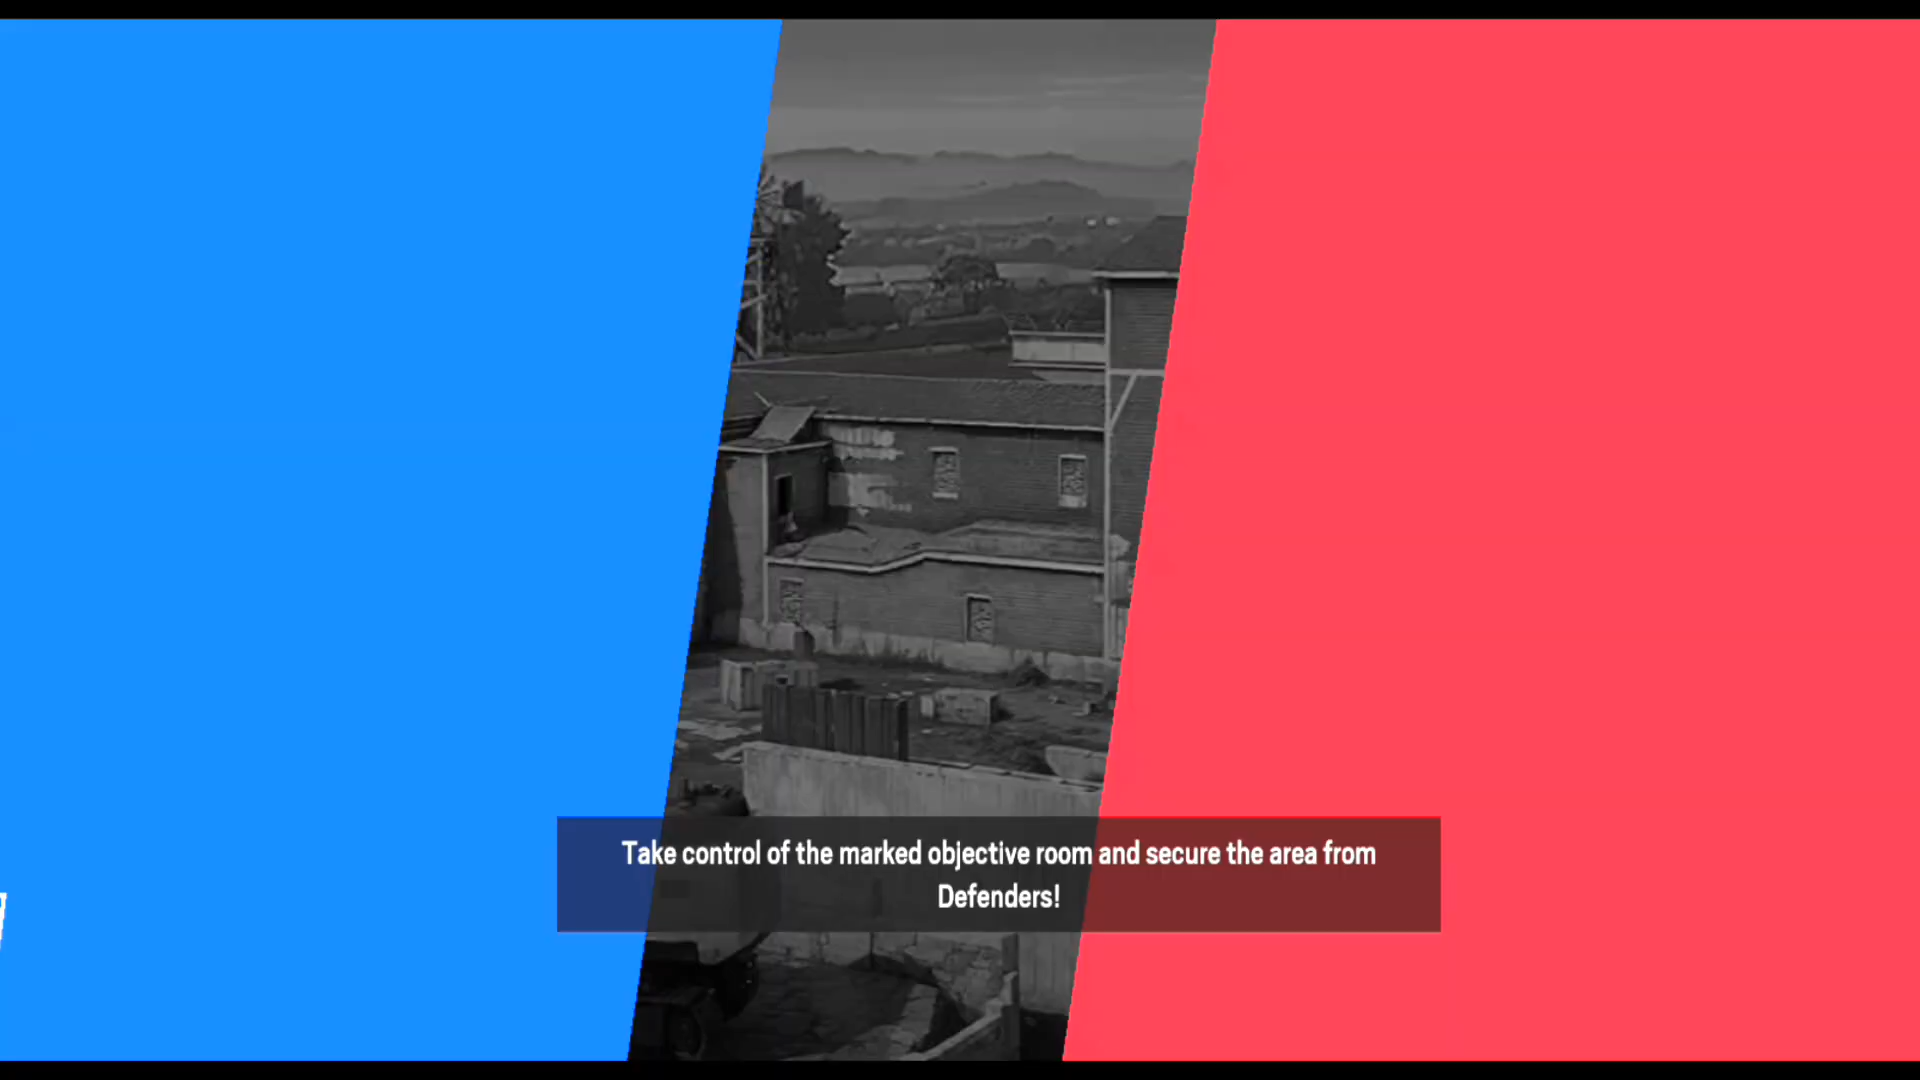 Take control of the marked objective room and secure the area from
Defenders!